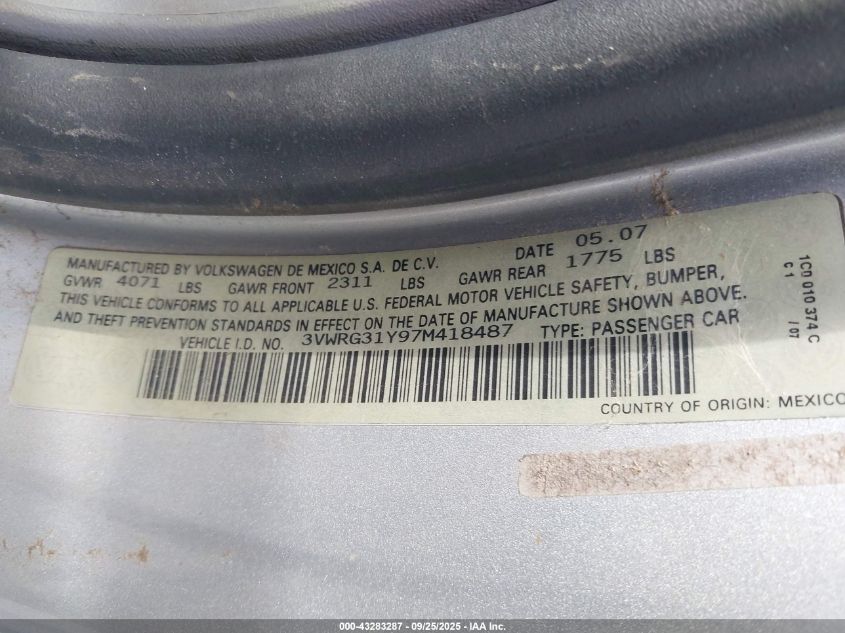 MANUFACTURED BY VOLKSWAGEN DE MEXICO S.A. DE C.V. DATE 05.07
GVWR 4071 LBS GAWR FRONT 2311 LBS GAWR REAR 1775 LBS
THIS VEHICLE CONFORMS TO ALL APPLICABLE U.S. FEDERAL MOTOR VEHICLE SAFETY, BUMPER,
AND THEFT PREVENTION STANDARDS IN EFFECT ON THE DATE OF MANUFACTURE SHOWN ABOVE.
VEHICLE I.D. NO. 3VWRG31Y97M418487 TYPE: PASSENGER CAR
COUNTRY OF ORIGIN: MEXICO
1C0 010 374 C
C 1 / 07
000-43283287 - 09/25/2025 - IAA Inc.